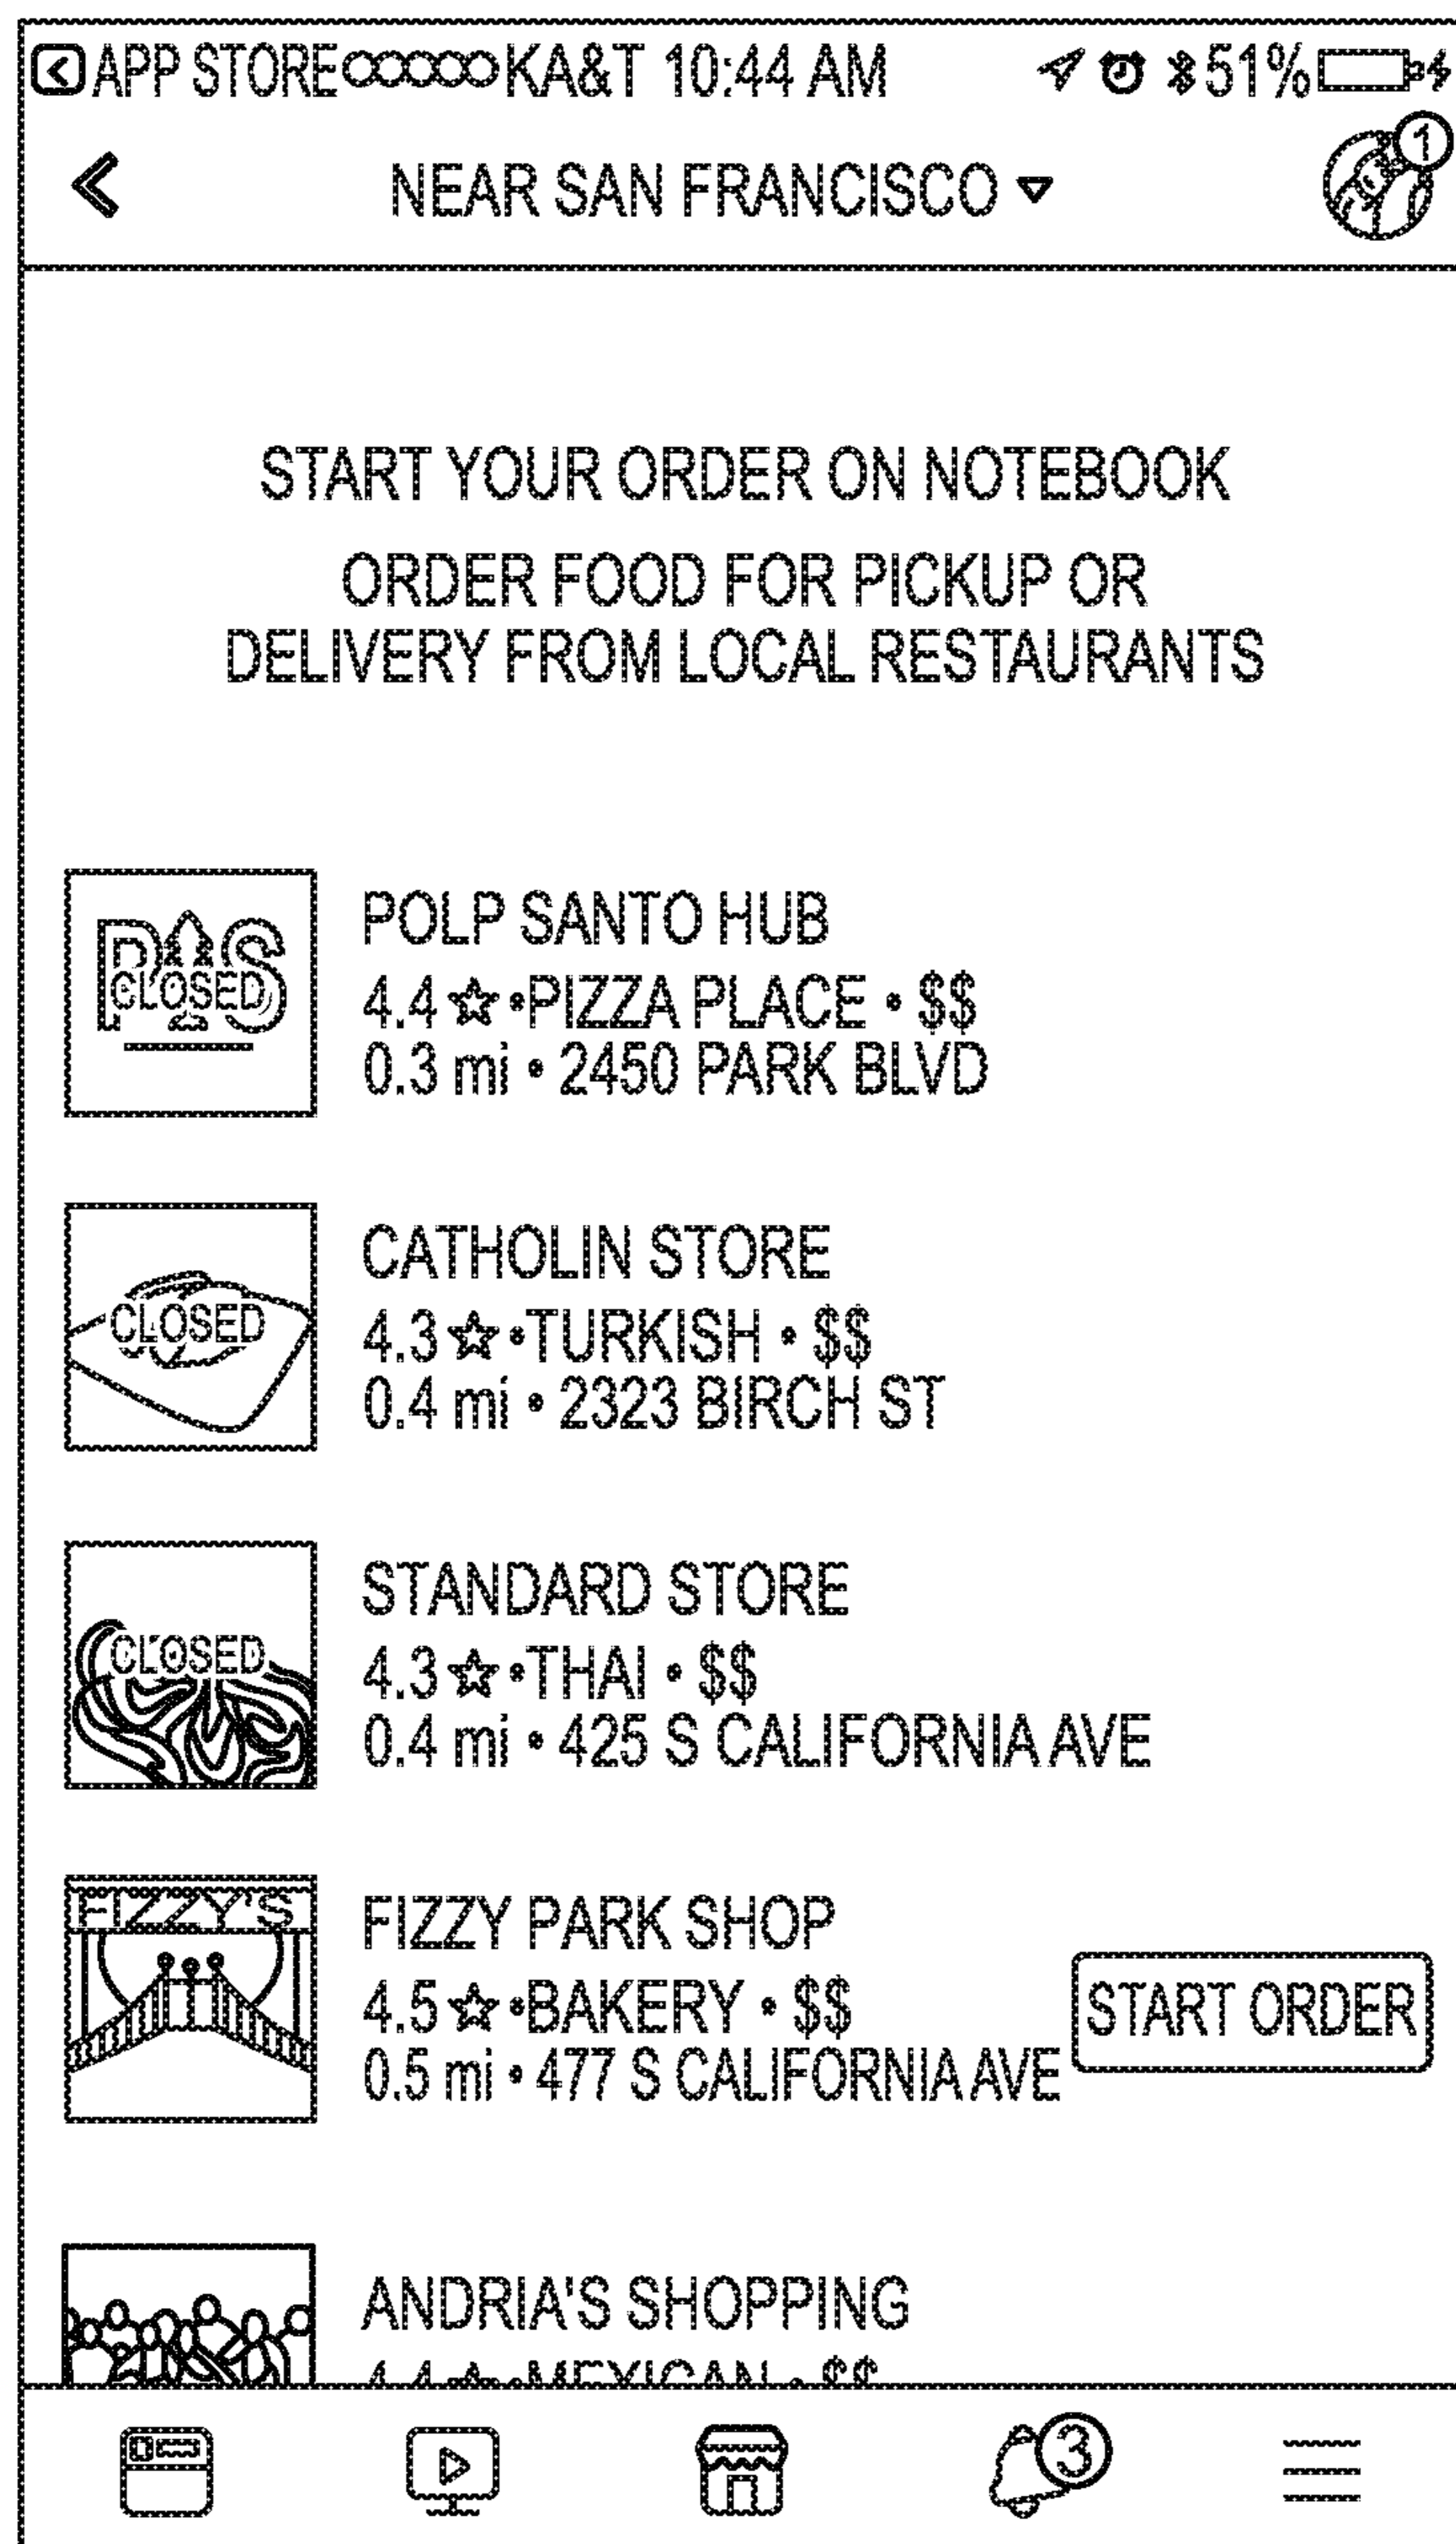 APP STORE KA&T 10:44 AM 51%
1
NEAR SAN FRANCISCO
START YOUR ORDER ON NOTEBOOK
ORDER FOOD FOR PICKUP OR
DELIVERY FROM LOCAL RESTAURANTS
P S
CLOSED
POLP SANTO HUB
4.4 ☆ •PIZZA PLACE • $$
0.3 mi • 2450 PARK BLVD
CLOSED
CATHOLIN STORE
4.3 ☆ •TURKISH • $$
0.4 mi • 2323 BIRCH ST
CLOSED
STANDARD STORE
4.3 ☆ •THAI • $$
0.4 mi • 425 S CALIFORNIA AVE
FIZZY'S
FIZZY PARK SHOP
4.5 ☆ •BAKERY • $$
0.5 mi • 477 S CALIFORNIA AVE
START ORDER
ANDRIA'S SHOPPING
4.4 ☆ •MEXICAN • $$
3